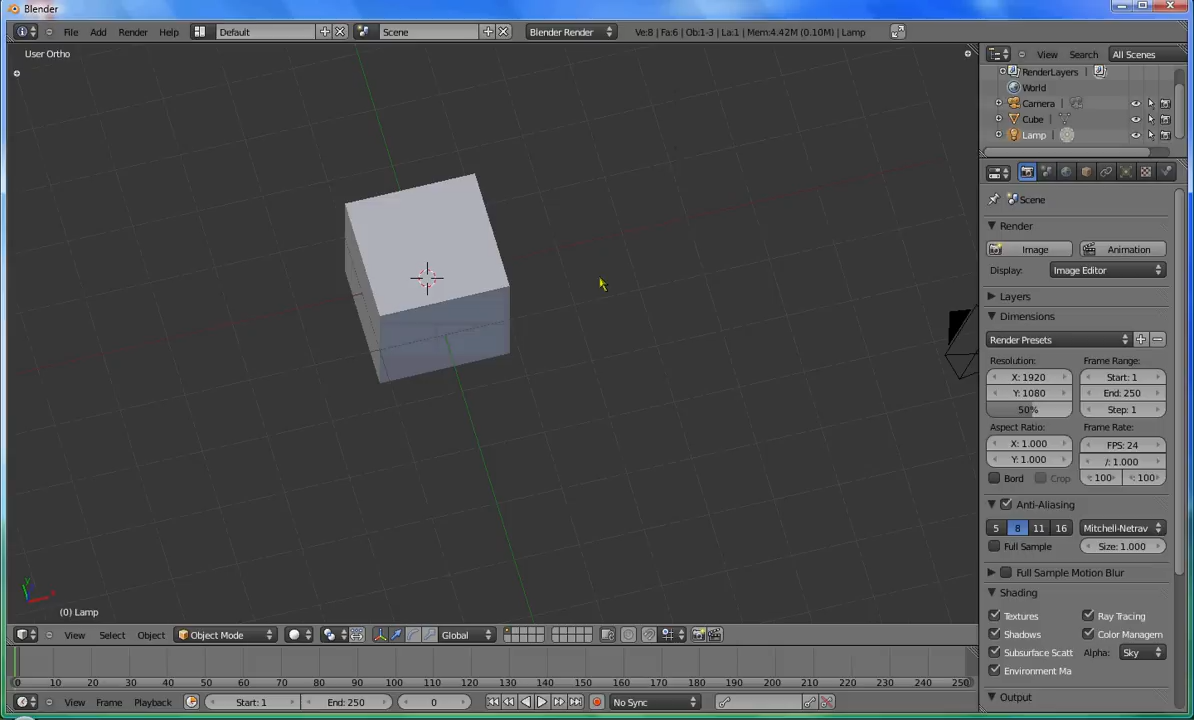 Blender
File Add Render Help Default Scene Blender Render Ve:8 | Fa:6 | Ob:1-3 | La:1 | Mem:4.42M (0.10M) | Lamp
User Ortho
View Search All Scenes
RenderLayers
World
Camera
Cube
Lamp
Scene
Render
Image Animation
Display: Image Editor
Layers
Dimensions
Render Presets
Resolution: Frame Range:
X: 1920 Start: 1
Y: 1080 End: 250
50% Step: 1
Aspect Ratio: Frame Rate:
X: 1.000 FPS: 24
Y: 1.000 /: 1.000
Bord Crop : 100 : 100
Anti-Aliasing
5 8 11 16 Mitchell-Netrav
Full Sample Size: 1.000
Full Sample Motion Blur
Shading
Textures Ray Tracing
Shadows Color Managem
Subsurface Scatt Alpha: Sky
Environment Ma
Output
y x
(0) Lamp
View Select Object Object Mode Global
0 10 20 30 40 50 60 70 80 90 100 110 120 130 140 150 160 170 180 190 200 210 220 230 240 250
View Frame Playback Start: 1 End: 250 0 No Sync